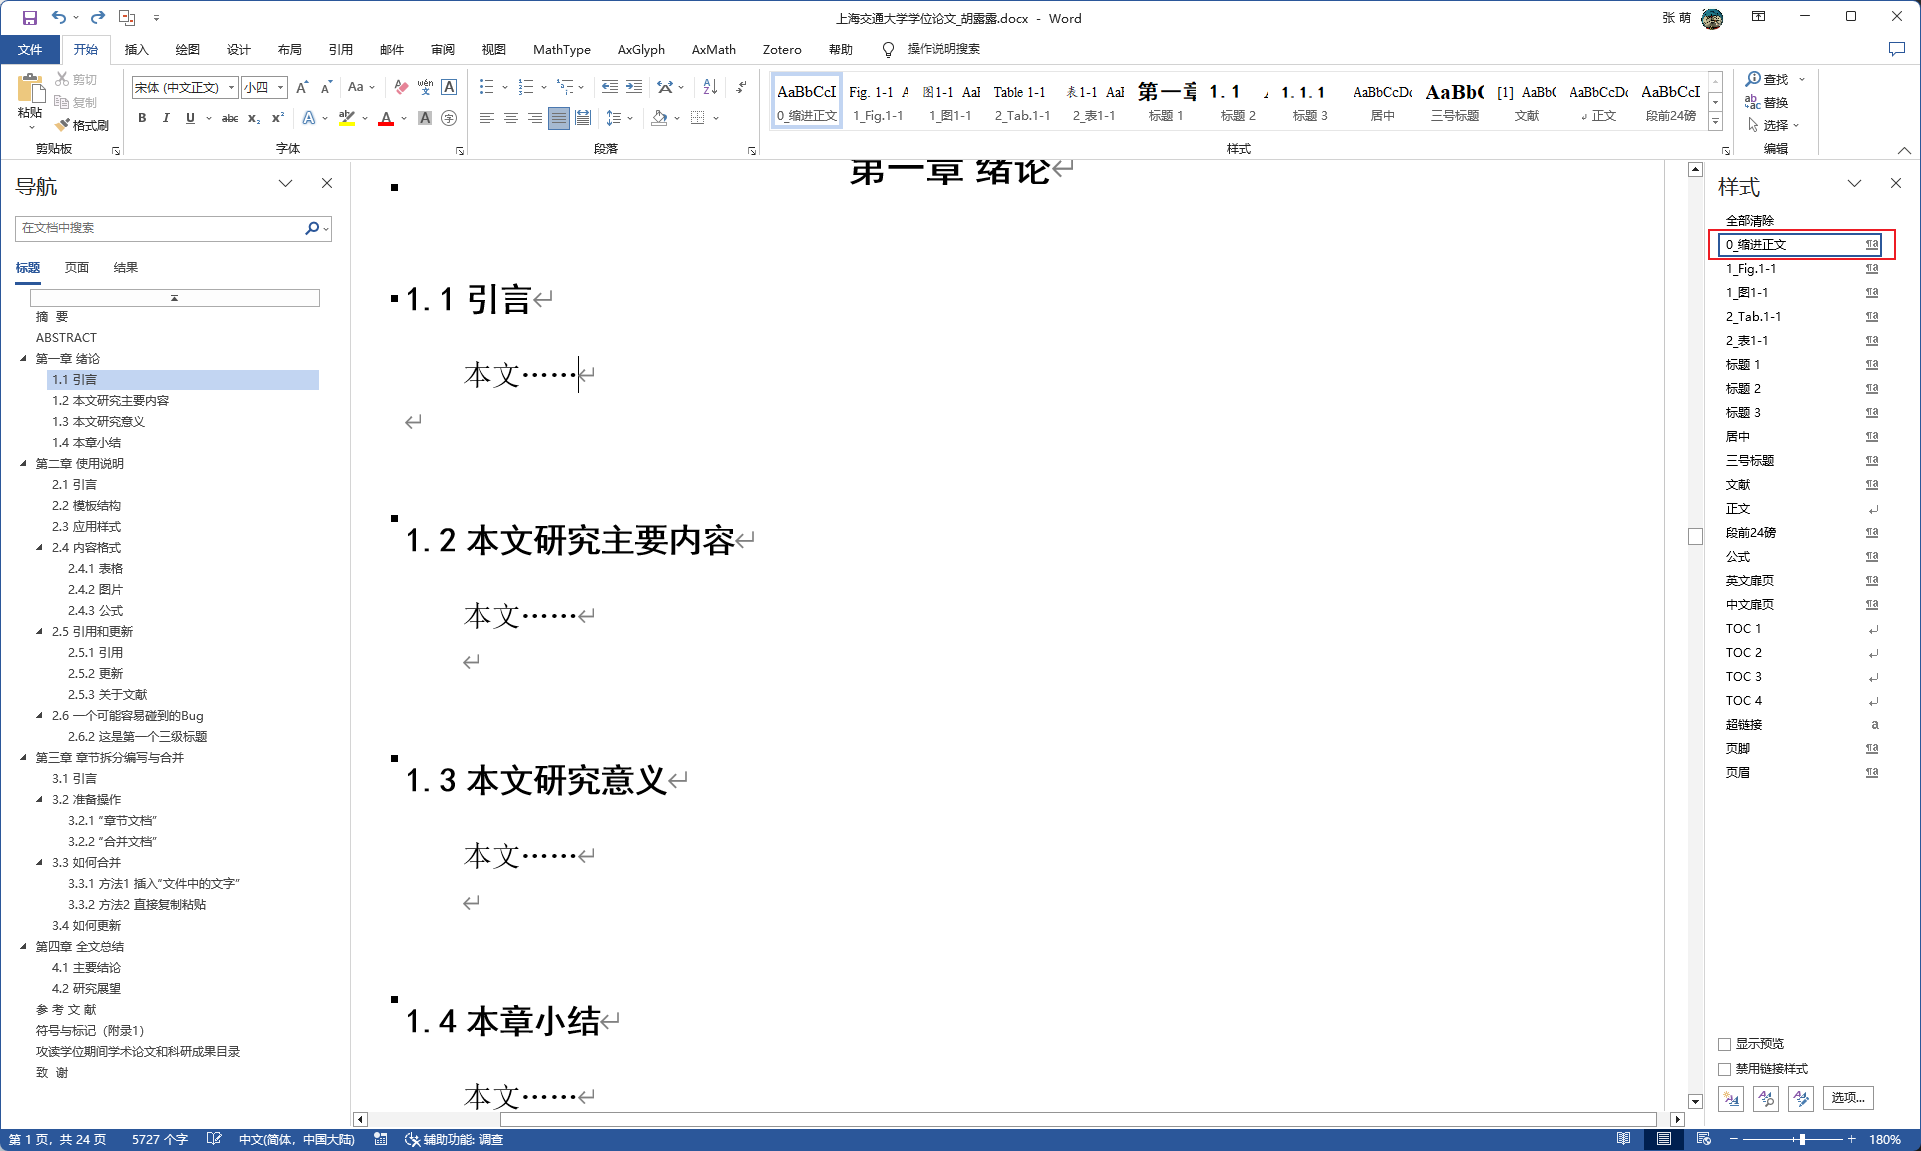 上海交通大学学位论文_胡露露.docx - Word
张 萌
文件 开始 插入 绘图 设计 布局 引用 邮件 审阅 视图 MathType AxGlyph AxMath Zotero 帮助 操作说明搜索
粘贴
剪切
复制
格式刷
剪贴板
宋体 (中文正文) 小四 Aa wén 文 A
B I U abc x₂ x² A aby A A 字
字体
段落
AaBbCcI 0_缩进正文
Fig. 1-1 A 1_Fig.1-1
图1-1 AaI 1_图1-1
Table 1-1 2_Tab.1-1
表1-1 AaI 2_表1-1
第一章 标题 1
1. 1 标题 2
1. 1. 1 标题 3
AaBbCcDc 居中
AaBb( 三号标题
[1] AaBb( 文献
AaBbCcDc 正文
AaBbCcI 段前24磅
样式
查找
替换
选择
编辑
导航
在文档中搜索
标题 页面 结果
摘 要
ABSTRACT
第一章 绪论
1.1 引言
1.2 本文研究主要内容
1.3 本文研究意义
1.4 本章小结
第二章 使用说明
2.1 引言
2.2 模板结构
2.3 应用样式
2.4 内容格式
2.4.1 表格
2.4.2 图片
2.4.3 公式
2.5 引用和更新
2.5.1 引用
2.5.2 更新
2.5.3 关于文献
2.6 一个可能容易碰到的Bug
2.6.2 这是第一个三级标题
第三章 章节拆分编写与合并
3.1 引言
3.2 准备操作
3.2.1 “章节文档”
3.2.2 “合并文档”
3.3 如何合并
3.3.1 方法1 插入“文件中的文字”
3.3.2 方法2 直接复制粘贴
3.4 如何更新
第四章 全文总结
4.1 主要结论
4.2 研究展望
参 考 文 献
符号与标记（附录1）
攻读学位期间学术论文和科研成果目录
致 谢
第一章 绪论
1.1 引言
本文……
1.2 本文研究主要内容
本文……
1.3 本文研究意义
本文……
1.4 本章小结
本文……
样式
全部清除
0_缩进正文
1_Fig.1-1
1_图1-1
2_Tab.1-1
2_表1-1
标题 1
标题 2
标题 3
居中
三号标题
文献
正文
段前24磅
公式
英文扉页
中文扉页
TOC 1
TOC 2
TOC 3
TOC 4
超链接 a
页脚
页眉
显示预览
禁用链接样式
选项...
第 1 页，共 24 页 5727 个字 中文(简体，中国大陆) 辅助功能: 调查 180%